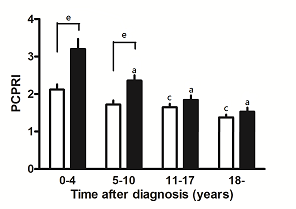 e
e
a
c
a
c
a
PCPRI
4
3
2
1
0
0-4 5-10 11-17 18-
Time after diagnosis (years)